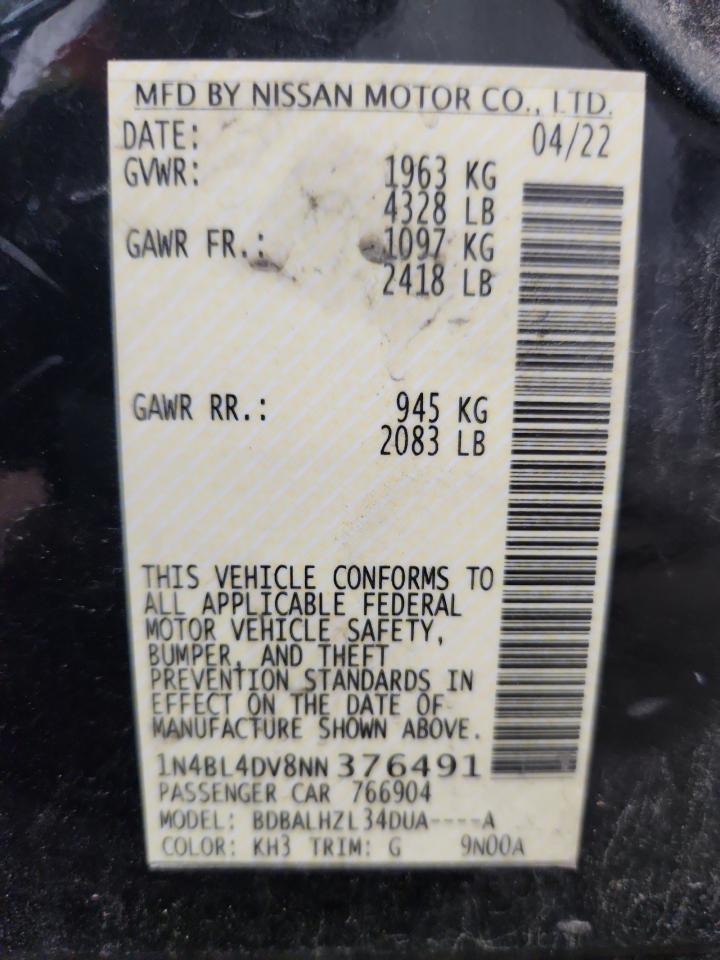 MFD BY NISSAN MOTOR CO., LTD.
DATE: 04/22
GVWR: 1963 KG
4328 LB
GAWR FR.: 1097 KG
2418 LB
GAWR RR.: 945 KG
2083 LB
THIS VEHICLE CONFORMS TO
ALL APPLICABLE FEDERAL
MOTOR VEHICLE SAFETY,
BUMPER, AND THEFT
PREVENTION STANDARDS IN
EFFECT ON THE DATE OF
MANUFACTURE SHOWN ABOVE.
1N4BL4DV8NN376491
PASSENGER CAR 766904
MODEL: BDBALHZL34DUA----A
COLOR: KH3 TRIM: G 9N00A